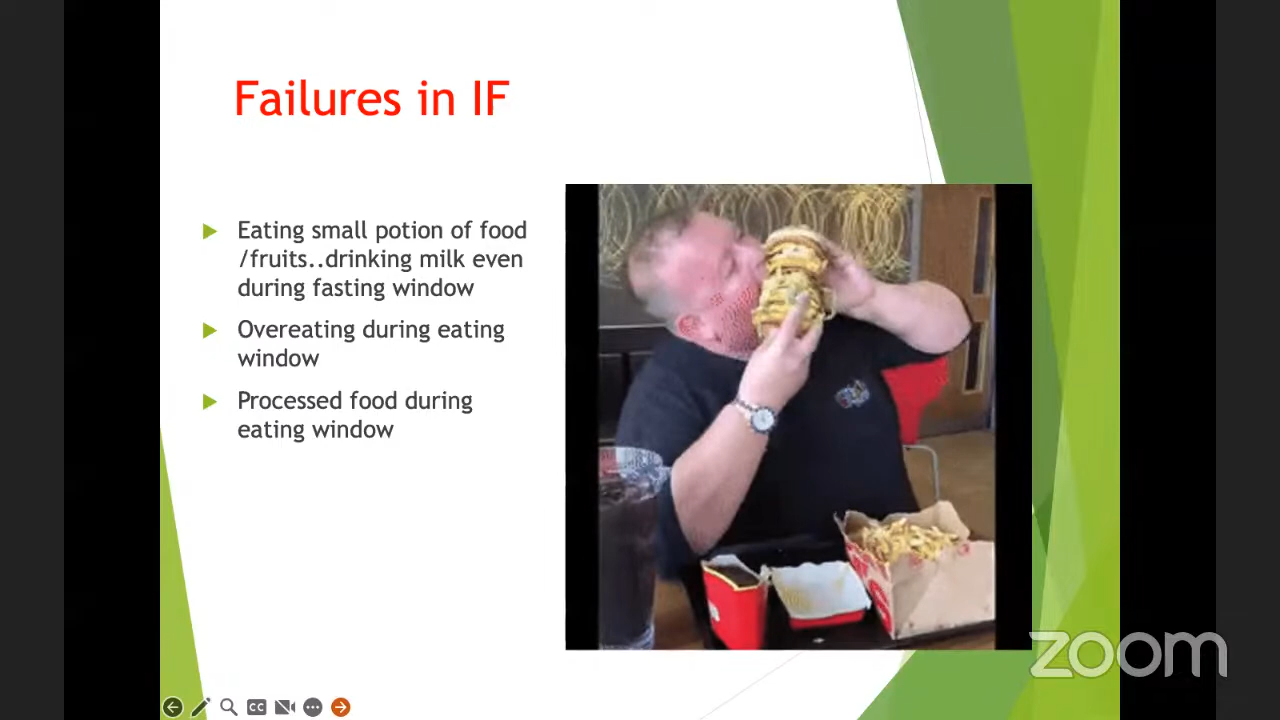 Failures in IF
Eating small potion of food
/fruits..drinking milk even
during fasting window
Overeating during eating
window
Processed food during
eating window
zoom
CC